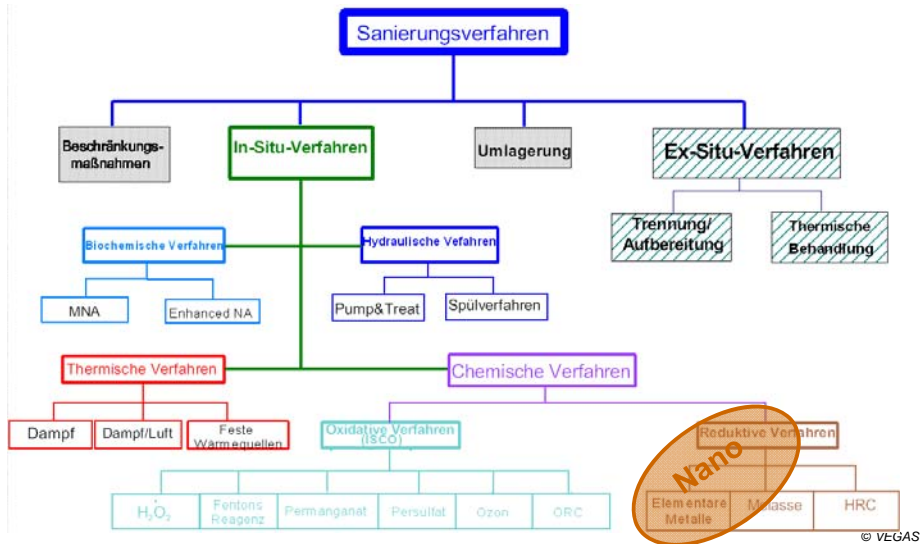 Sanierungsverfahren
Beschränkungs-
maßnahmen
In-Situ-Verfahren
Umlagerung
Ex-Situ-Verfahren
Trennung/
Aufbereitung
Thermische
Behandlung
Biochemische Verfahren
Hydraulische Vefahren
MNA
Enhanced NA
Pump&Treat
Spülverfahren
Thermische Verfahren
Chemische Verfahren
Dampf
Dampf/Luft
Feste
Wärmequellen
Oxidative Verfahren
(ISCO)
Reduktive Verfahren
Nano
H₂O₂
Fentons
Reagenz
Permanganat
Persulfat
Ozon
ORC
Elementare
Metalle
Melasse
HRC
© VEGAS